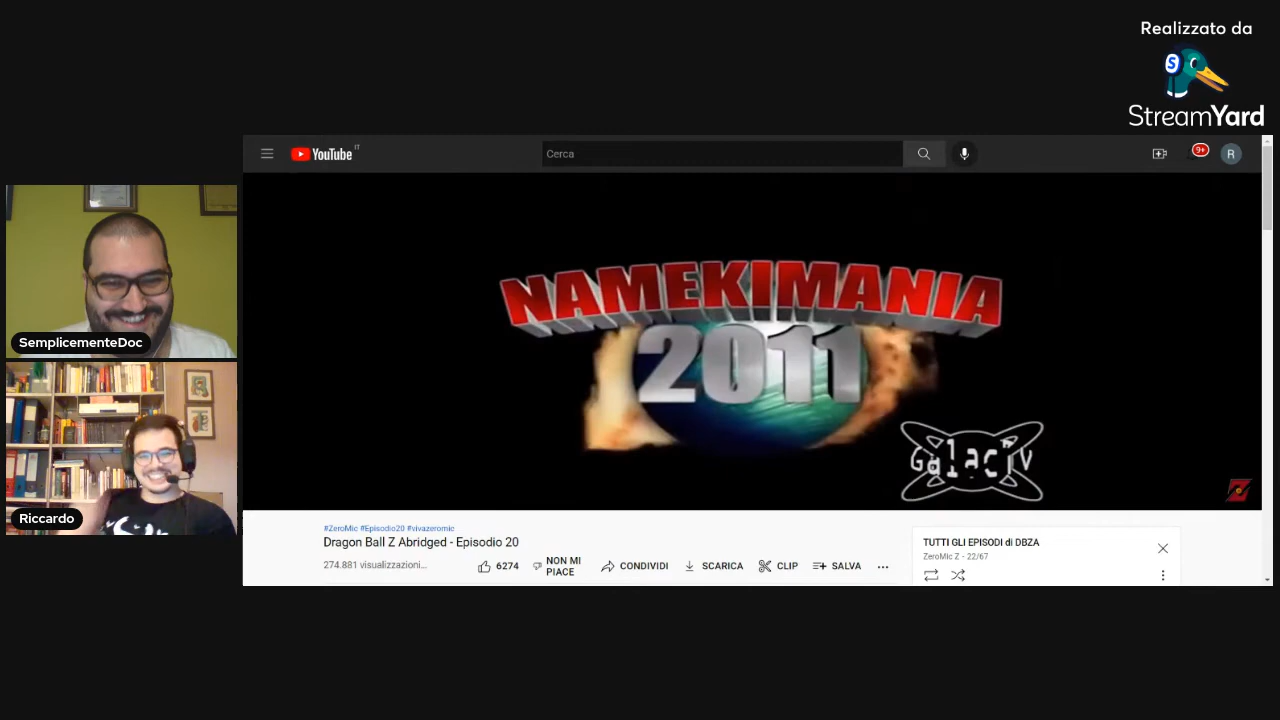 Realizzato da
StreamYard
YouTube IT
Cerca
9+
R
NAMEKIMANIA
2011
GalacTV
SemplicementeDoc
Riccardo
#ZeroMic #Episodio20 #vivazeromic
Dragon Ball Z Abridged - Episodio 20
274.881 visualizzazioni...
6274
NON MI PIACE
CONDIVIDI
SCARICA
CLIP
SALVA
TUTTI GLI EPISODI di DBZA
ZeroMic Z - 22/67